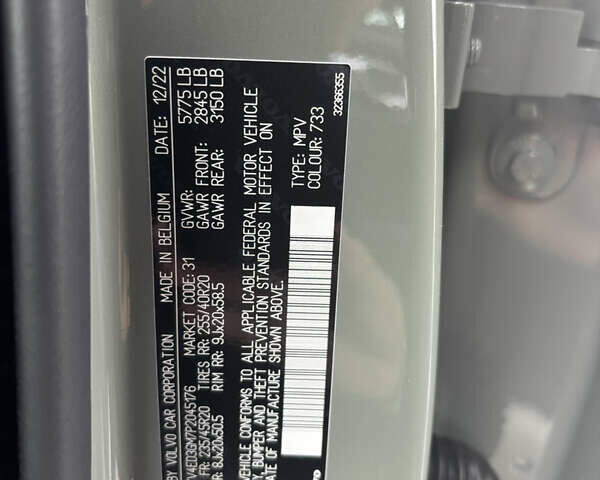 BY VOLVO CAR CORPORATION MADE IN BELGIUM DATE: 12/22
V4ED3GM7P2045176 MARKET CODE: 31 GVWR: 5775 LB
FR: 235/45R20 TIRES RR: 255/40R20 GAWR FRONT: 2845 LB
8Jx20x50.5 RIM RR: 9Jx20x58.5 GAWR REAR: 3150 LB
VEHICLE CONFORMS TO ALL APPLICABLE FEDERAL MOTOR VEHICLE
Y, BUMPER AND THEFT PREVENTION STANDARDS IN EFFECT ON
DATE OF MANUFACTURE SHOWN ABOVE.
TYPE: MPV
COLOUR: 733
32366355